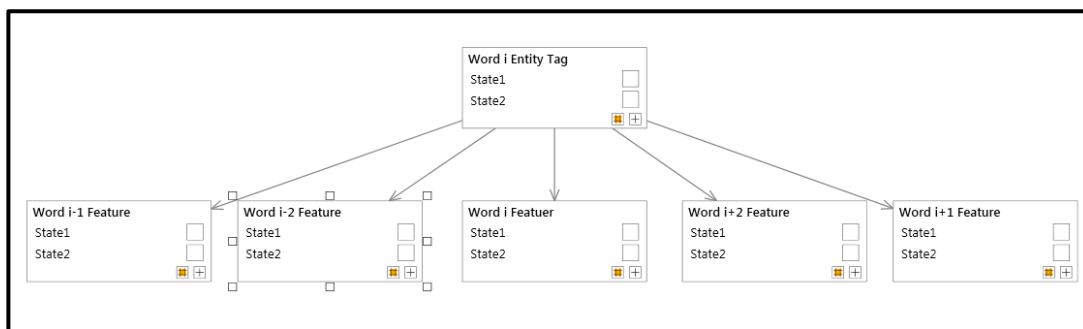 Word i Entity Tag
State1
State2
Word i-1 Feature
State1
State2
Word i-2 Feature
State1
State2
Word i Featuer
State1
State2
Word i+2 Feature
State1
State2
Word i+1 Feature
State1
State2